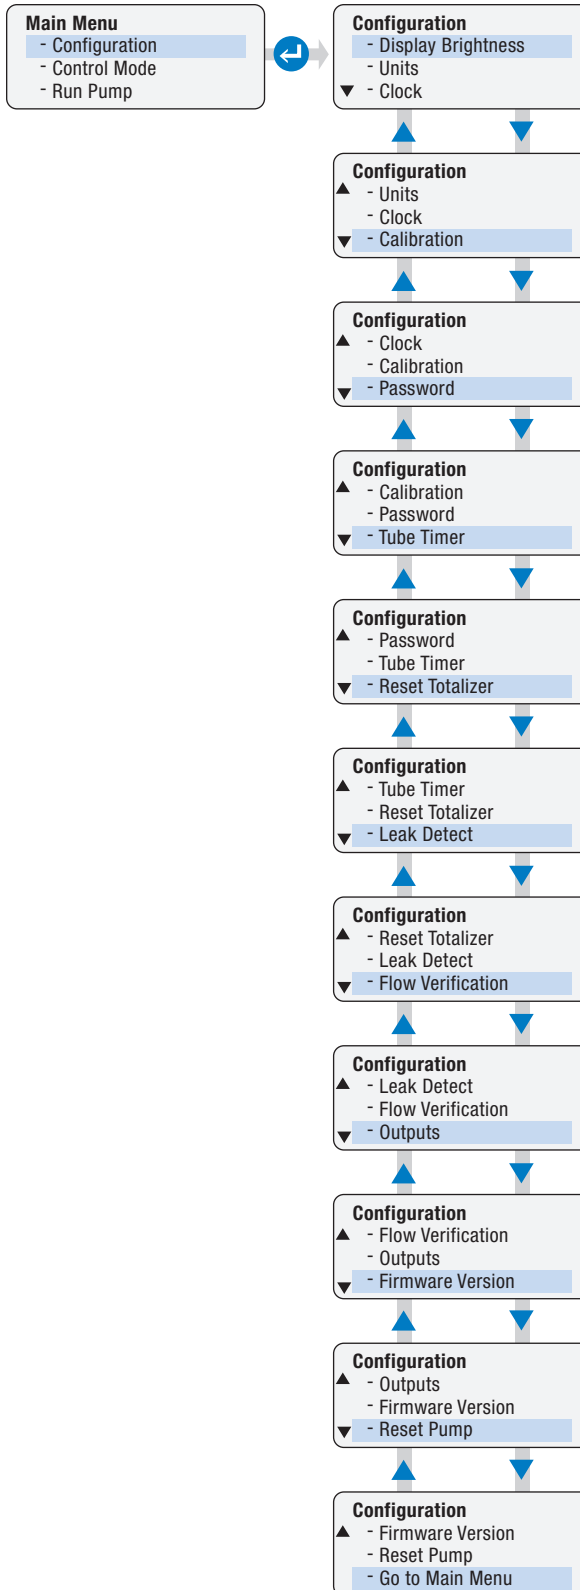 Main Menu
- Configuration
- Control Mode
- Run Pump
Configuration
- Display Brightness
- Units
- Clock
Configuration
- Units
- Clock
- Calibration
Configuration
- Clock
- Calibration
- Password
Configuration
- Calibration
- Password
- Tube Timer
Configuration
- Password
- Tube Timer
- Reset Totalizer
Configuration
- Tube Timer
- Reset Totalizer
- Leak Detect
Configuration
- Reset Totalizer
- Leak Detect
- Flow Verification
Configuration
- Leak Detect
- Flow Verification
- Outputs
Configuration
- Flow Verification
- Outputs
- Firmware Version
Configuration
- Outputs
- Firmware Version
- Reset Pump
Configuration
- Firmware Version
- Reset Pump
- Go to Main Menu